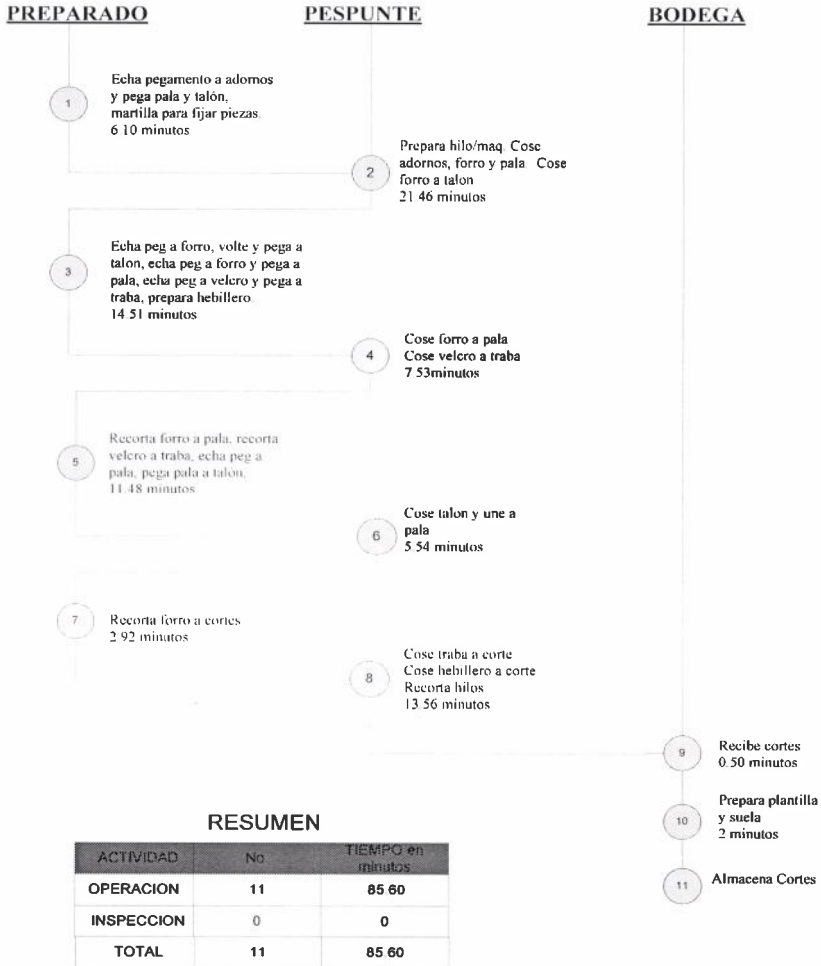 PREPARADO
PESPUNTE
BODEGA
1
Echa pegamento a adornos
y pega pala y talón,
martilla para fijar piezas.
6.10 minutos
2
Prepara hilo/maq. Cose
adornos, forro y pala. Cose
forro a talon
21.46 minutos
3
Echa peg a forro, volte y pega a
talon, echa peg a forro y pega a
pala, echa peg a velcro y pega a
traba, prepara hebillero.
14.51 minutos
4
Cose forro a pala
Cose velcro a traba
7.53minutos
5
Recorta forro a pala, recorta
velcro a traba, echa peg a
pala, pega pala a talon,
11.48 minutos
6
Cose talon y une a
pala
5.54 minutos
7
Recorta forro a cortes
2.92 minutos
8
Cose traba a corte
Cose hebillero a corte
Recorta hilos
13.56 minutos
9
Recibe cortes
0.50 minutos
10
Prepara plantilla
y suela
2 minutos
11
Almacena Cortes
RESUMEN
ACTIVIDAD No TIEMPO en
minutos
OPERACION 11 85.60
INSPECCION 0 0
TOTAL 11 85.60